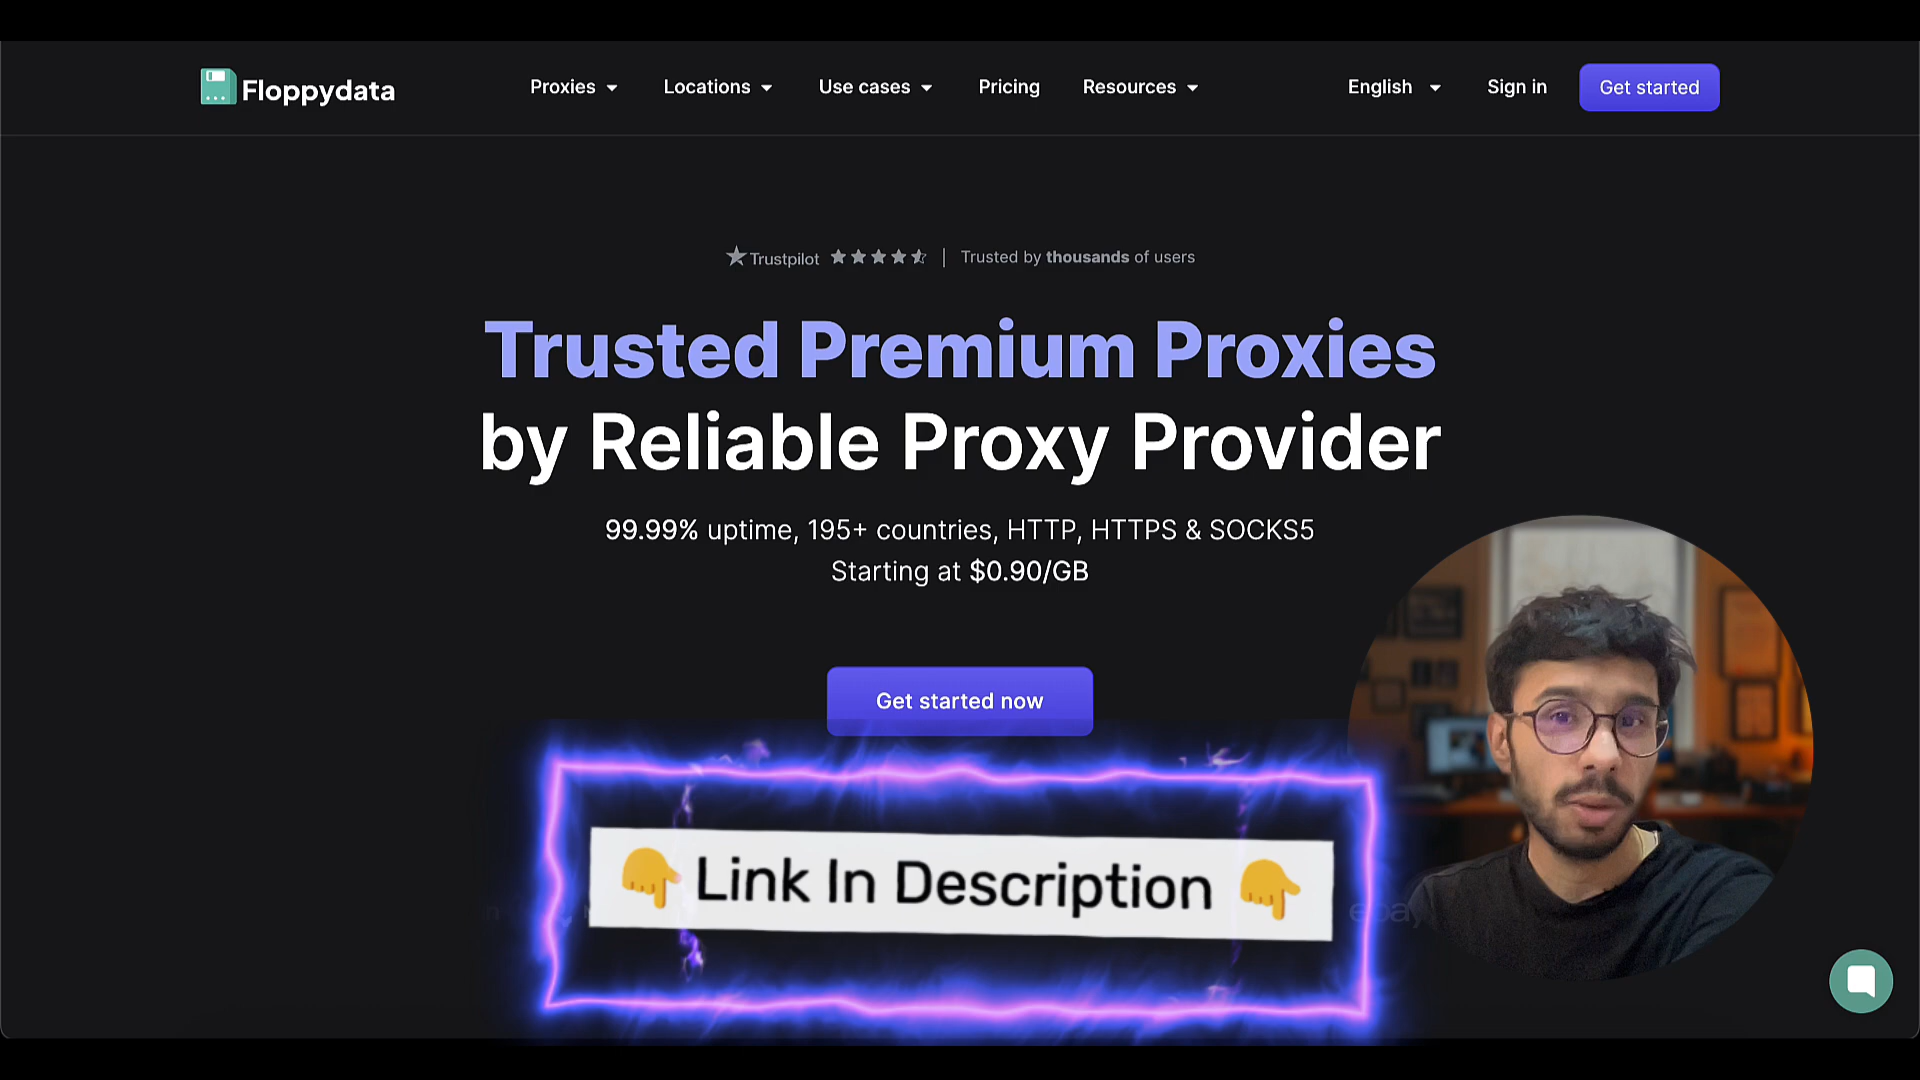 Floppydata
Proxies
Locations
Use cases
Pricing
Resources
English
Sign in
Get started
Trustpilot
Trusted by thousands of users
Trusted Premium Proxies
by Reliable Proxy Provider
99.99% uptime, 195+ countries, HTTP, HTTPS & SOCKS5
Starting at $0.90/GB
Get started now
👇 Link In Description 👇